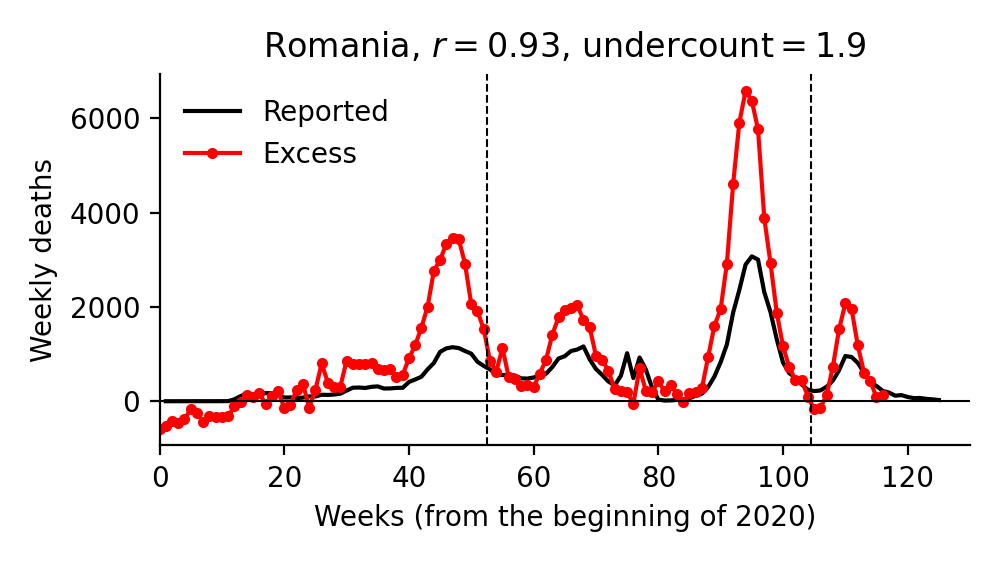 Romania, r = 0.93, undercount = 1.9
Reported
Excess
Weekly deaths
6000
4000
2000
0
0 20 40 60 80 100 120
Weeks (from the beginning of 2020)